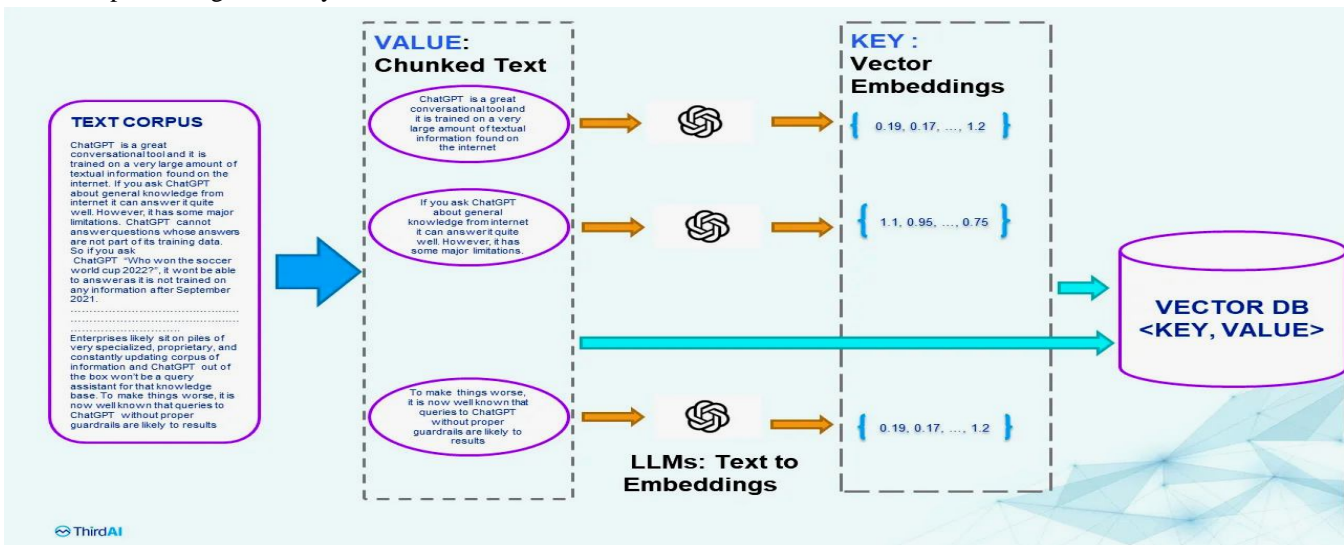 VALUE:
Chunked Text
KEY :
Vector
Embeddings
TEXT CORPUS
ChatGPT is a great
conversational tool and it is
trained on a very large amount of
textual information found on the
internet. If you ask ChatGPT
about general knowledge from
internet it can answer it quite
well. However, it has some major
limitations. ChatGPT cannot
answer questions whose answers
are not part of its training data.
So if you ask
ChatGPT “Who won the soccer
world cup 2022?”, it wont be able
to answer as it is not trained on
any information after September
2021.
............................................
............................................
............................
Enterprises likely sit on piles of
very specialized, proprietary, and
constantly updating corpus of
information and ChatGPT out of
the box won't be a query
assistant for that knowledge
base. To make things worse, it is
now well known that queries to
ChatGPT without proper
guardrails are likely to results
ChatGPT is a great
conversational tool and
it is trained on a very
large amount of textual
information found on
the internet
{ 0.19, 0.17, ..., 1.2 }
If you ask ChatGPT
about general
knowledge from internet
it can answer it quite
well. However, it has
some major limitations.
{ 1.1, 0.95, ..., 0.75 }
To make things worse,
it is now well known that
queries to ChatGPT
without proper
guardrails are likely to
results
{ 0.19, 0.17, ..., 1.2 }
LLMs: Text to
Embeddings
VECTOR DB
<KEY, VALUE>
ThirdAI